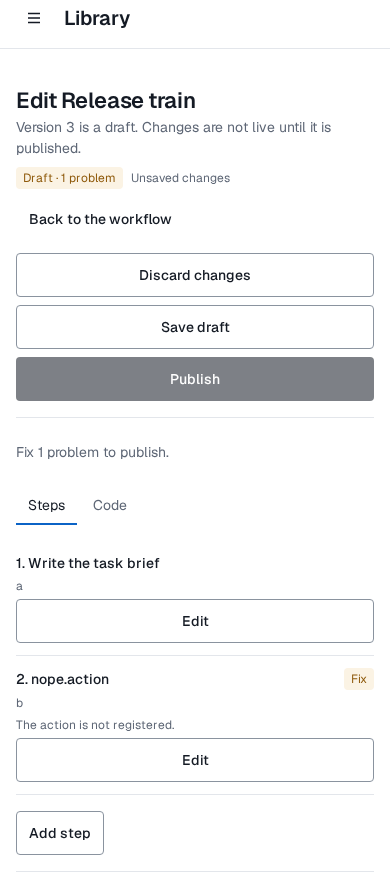 Library
Edit Release train
Version 3 is a draft. Changes are not live until it is
published.
Draft · 1 problem
Unsaved changes
Back to the workflow
Discard changes
Save draft
Publish
Fix 1 problem to publish.
Steps
Code
1. Write the task brief
a
Edit
2. nope.action
Fix
b
The action is not registered.
Edit
Add step